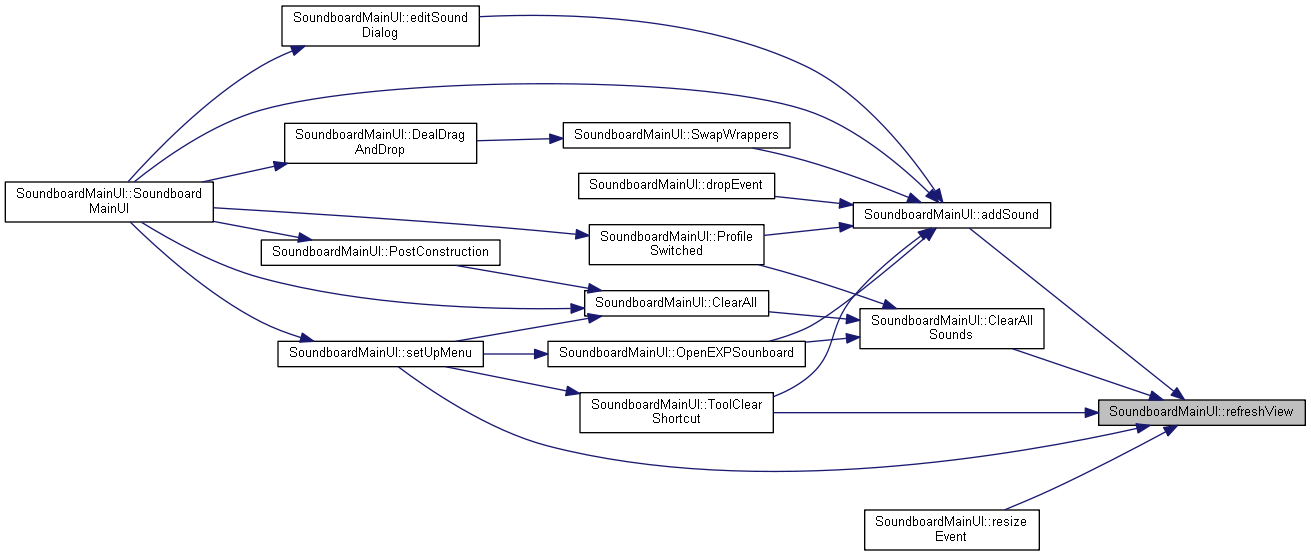 SoundboardMainUI::editSound
Dialog
SoundboardMainUI::DealDrag
AndDrop
SoundboardMainUI::SwapWrappers
SoundboardMainUI::dropEvent
SoundboardMainUI::Soundboard
MainUI
SoundboardMainUI::addSound
SoundboardMainUI::Profile
Switched
SoundboardMainUI::PostConstruction
SoundboardMainUI::ClearAll
SoundboardMainUI::ClearAll
Sounds
SoundboardMainUI::setUpMenu
SoundboardMainUI::OpenEXPSounboard
SoundboardMainUI::ToolClear
Shortcut
SoundboardMainUI::refreshView
SoundboardMainUI::resize
Event